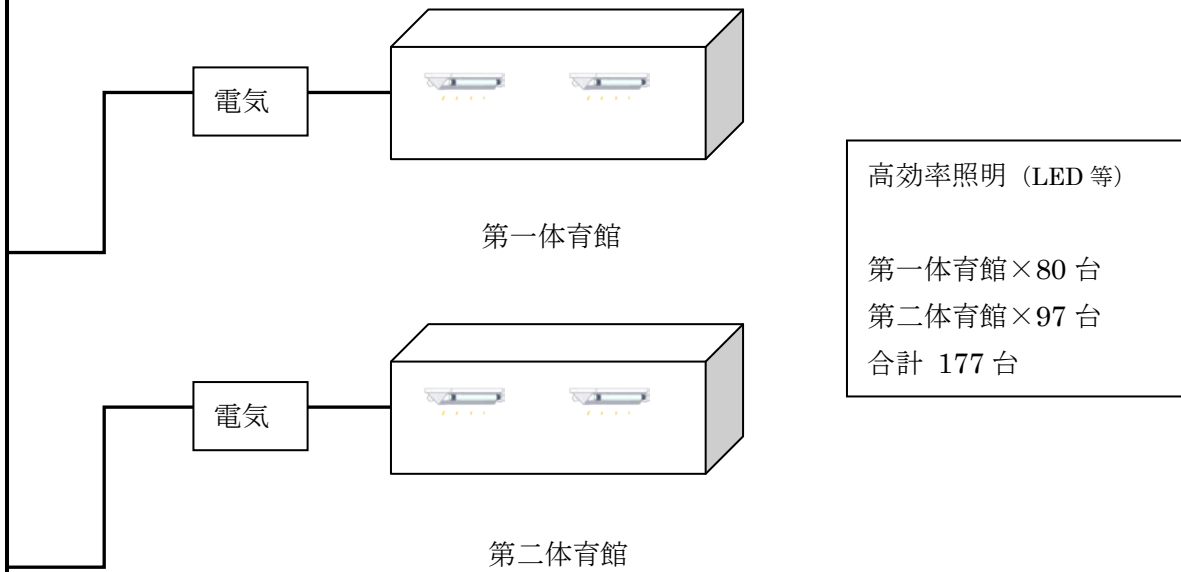 電気
第一体育館
電気
第二体育館
高効率照明（LED 等）
第一体育館×80 台
第二体育館×97 台
合計 177 台